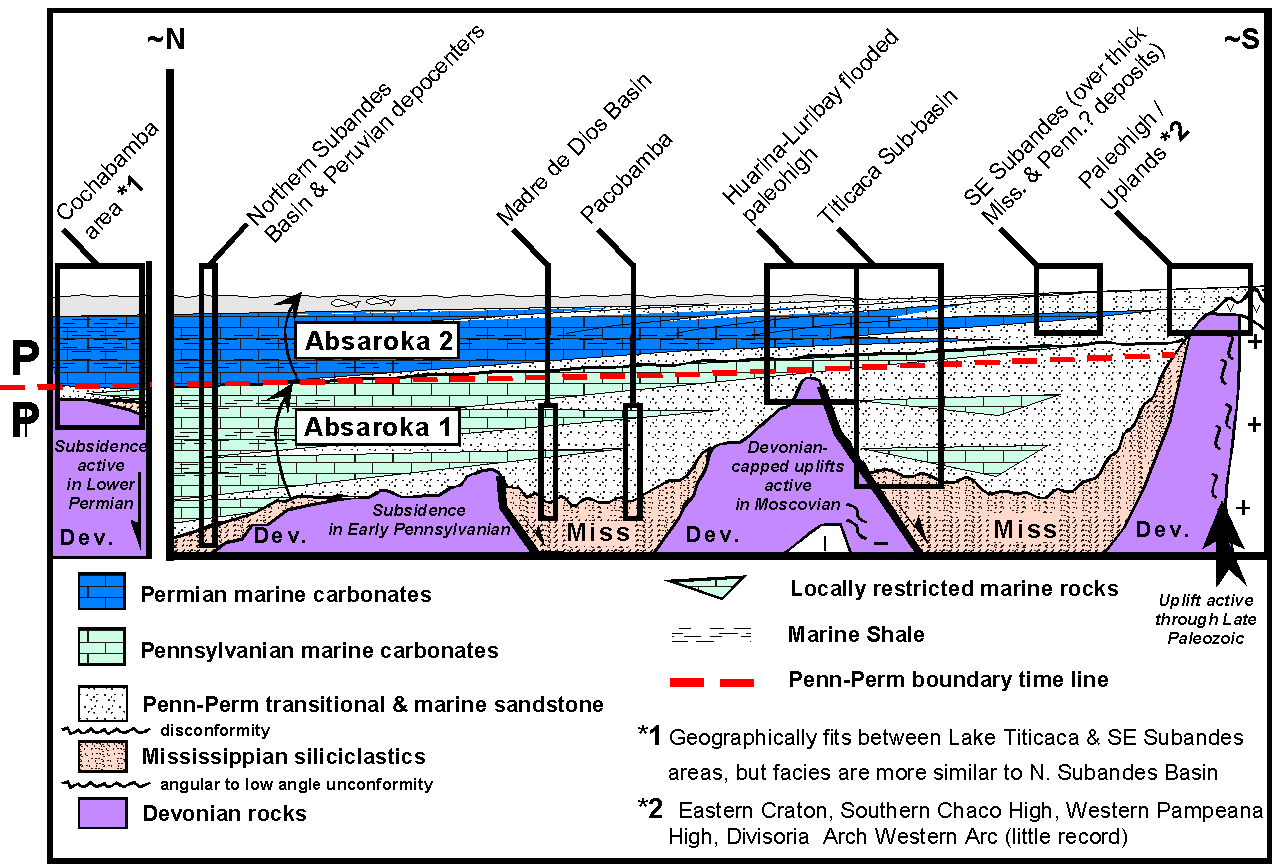 ~N
~S
Cochabamba
area *1
Northern Subandes
Basin & Peruvian depocenters
Madre de Dios Basin
Pacobamba
Huarina-Luribay flooded
paleohigh
Titicaca Sub-basin
SE Subandes (over thick
Miss. & Penn.? deposits)
Paleohigh /
Uplands *2
P
IP
Absaroka 2
Absaroka 1
Subsidence
active
in Lower
Permian
Dev.
Dev.
Subsidence
in Early Pennsylvanian
Miss
Dev.
Devonian-
capped uplifts
active
in Moscovian
Miss
Dev.
Uplift active
through Late
Paleozoic
Permian marine carbonates
Pennsylvanian marine carbonates
Penn-Perm transitional & marine sandstone
disconformity
Mississippian siliciclastics
angular to low angle unconformity
Devonian rocks
Locally restricted marine rocks
Marine Shale
Penn-Perm boundary time line
*1 Geographically fits between Lake Titicaca & SE Subandes
areas, but facies are more similar to N. Subandes Basin
*2 Eastern Craton, Southern Chaco High, Western Pampeana
High, Divisoria Arch Western Arc (little record)